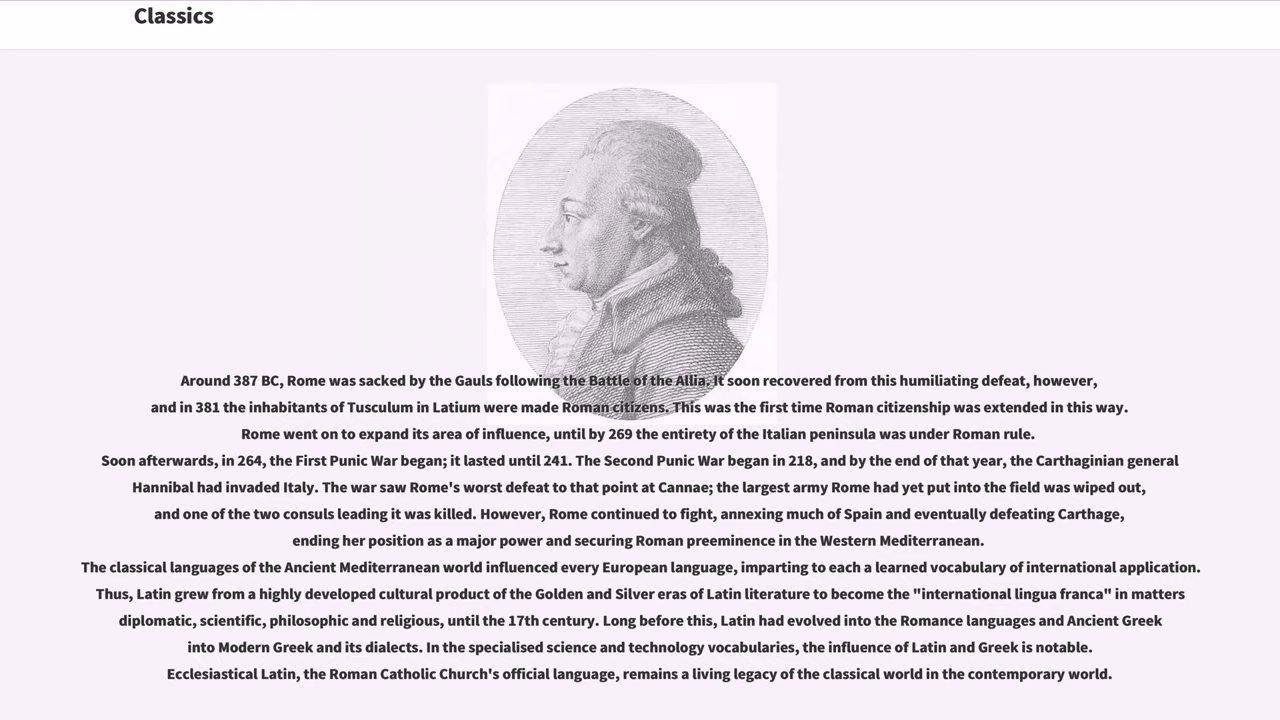 Classics
Around 387 BC, Rome was sacked by the Gauls following the Battle of the Allia. It soon recovered from this humiliating defeat, however,
and in 381 the inhabitants of Tusculum in Latium were made Roman citizens. This was the first time Roman citizenship was extended in this way.
Rome went on to expand its area of influence, until by 269 the entirety of the Italian peninsula was under Roman rule.
Soon afterwards, in 264, the First Punic War began; it lasted until 241. The Second Punic War began in 218, and by the end of that year, the Carthaginian general
Hannibal had invaded Italy. The war saw Rome's worst defeat to that point at Cannae; the largest army Rome had yet put into the field was wiped out,
and one of the two consuls leading it was killed. However, Rome continued to fight, annexing much of Spain and eventually defeating Carthage,
ending her position as a major power and securing Roman preeminence in the Western Mediterranean.
The classical languages of the Ancient Mediterranean world influenced every European language, imparting to each a learned vocabulary of international application.
Thus, Latin grew from a highly developed cultural product of the Golden and Silver eras of Latin literature to become the "international lingua franca" in matters
diplomatic, scientific, philosophic and religious, until the 17th century. Long before this, Latin had evolved into the Romance languages and Ancient Greek
into Modern Greek and its dialects. In the specialised science and technology vocabularies, the influence of Latin and Greek is notable.
Ecclesiastical Latin, the Roman Catholic Church's official language, remains a living legacy of the classical world in the contemporary world.